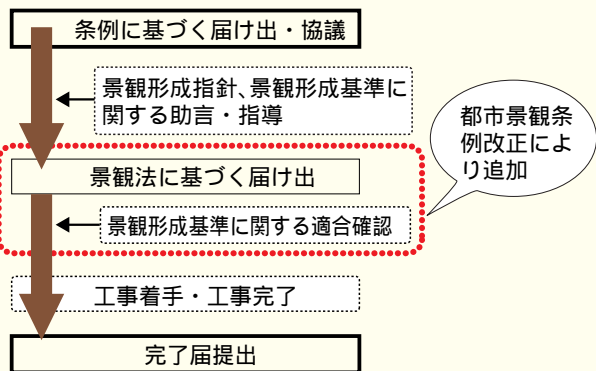 条例に基づく届け出・協議
景観形成指針、景観形成基準に
関する助言・指導
都市景観条
例改正によ
り追加
景観法に基づく届け出
景観形成基準に関する適合確認
工事着手・工事完了
完了届提出